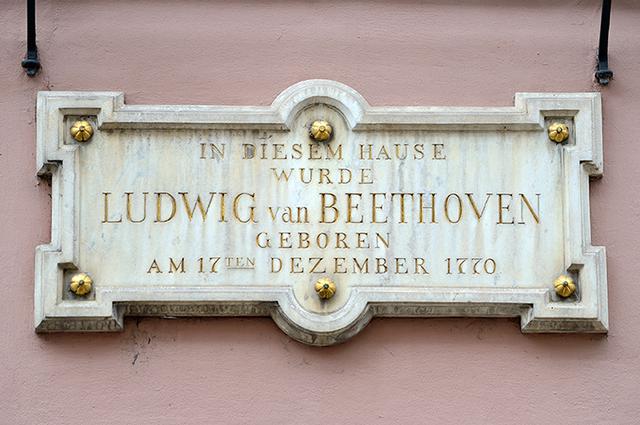 IN DIESEM HAUSE
WURDE
LUDWIG van BEETHOVEN
GEBOREN
AM 17TEN DEZEMBER 1770